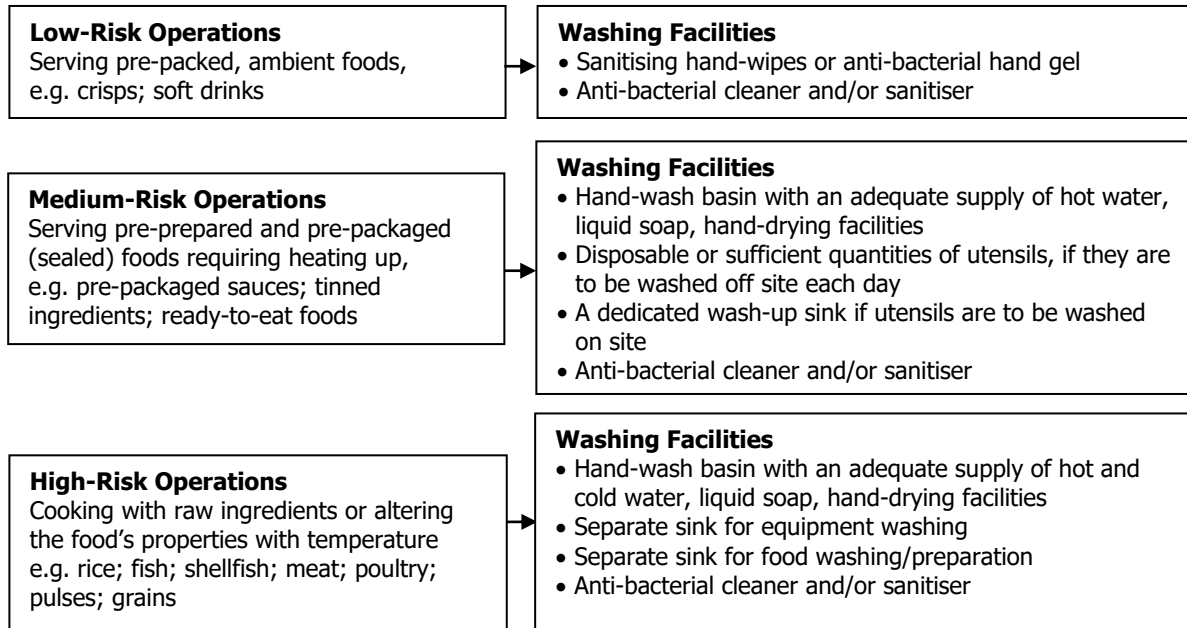 Low-Risk Operations
Serving pre-packed, ambient foods,
e.g. crisps; soft drinks
Washing Facilities
• Sanitising hand-wipes or anti-bacterial hand gel
• Anti-bacterial cleaner and/or sanitiser
Medium-Risk Operations
Serving pre-prepared and pre-packaged
(sealed) foods requiring heating up,
e.g. pre-packaged sauces; tinned
ingredients; ready-to-eat foods
Washing Facilities
• Hand-wash basin with an adequate supply of hot water,
liquid soap, hand-drying facilities
• Disposable or sufficient quantities of utensils, if they are
to be washed off site each day
• A dedicated wash-up sink if utensils are to be washed
on site
• Anti-bacterial cleaner and/or sanitiser
High-Risk Operations
Cooking with raw ingredients or altering
the food's properties with temperature
e.g. rice; fish; shellfish; meat; poultry;
pulses; grains
Washing Facilities
• Hand-wash basin with an adequate supply of hot and
cold water, liquid soap, hand-drying facilities
• Separate sink for equipment washing
• Separate sink for food washing/preparation
• Anti-bacterial cleaner and/or sanitiser